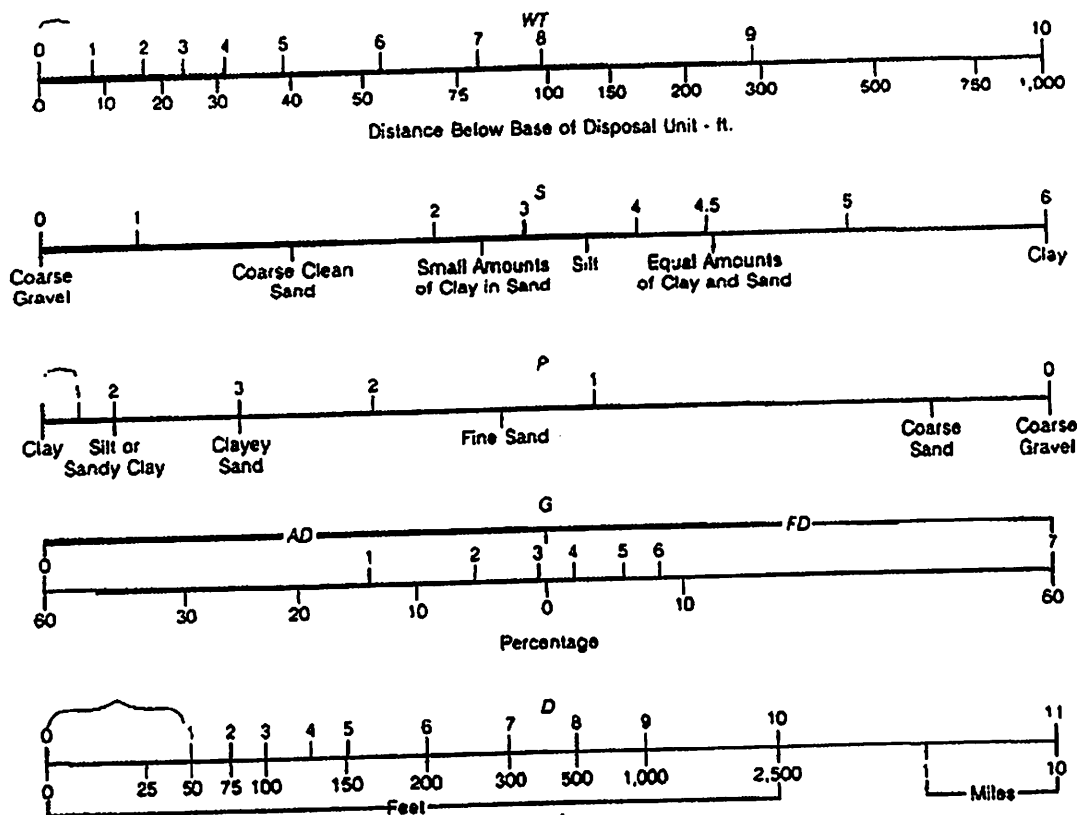 WT
0 1 2 3 4 5 6 7 8 9 10
0 10 20 30 40 50 75 100 150 200 300 500 750 1,000
Distance Below Base of Disposal Unit - ft.
S
0 1 2 3 4 4.5 5 6
Coarse Gravel
Coarse Clean Sand
Small Amounts of Clay in Sand
Silt
Equal Amounts of Clay and Sand
Clay
P
1 2 3 2 1 0
Clay
Silt or Sandy Clay
Clayey Sand
Fine Sand
Coarse Sand
Coarse Gravel
G
AD FD
0 1 2 3 4 5 6 7
60 30 20 10 0 10 60
Percentage
D
0 1 2 3 4 5 6 7 8 9 10 11
0 25 50 75 100 150 200 300 500 1,000 2,500 1 10
Feet Miles